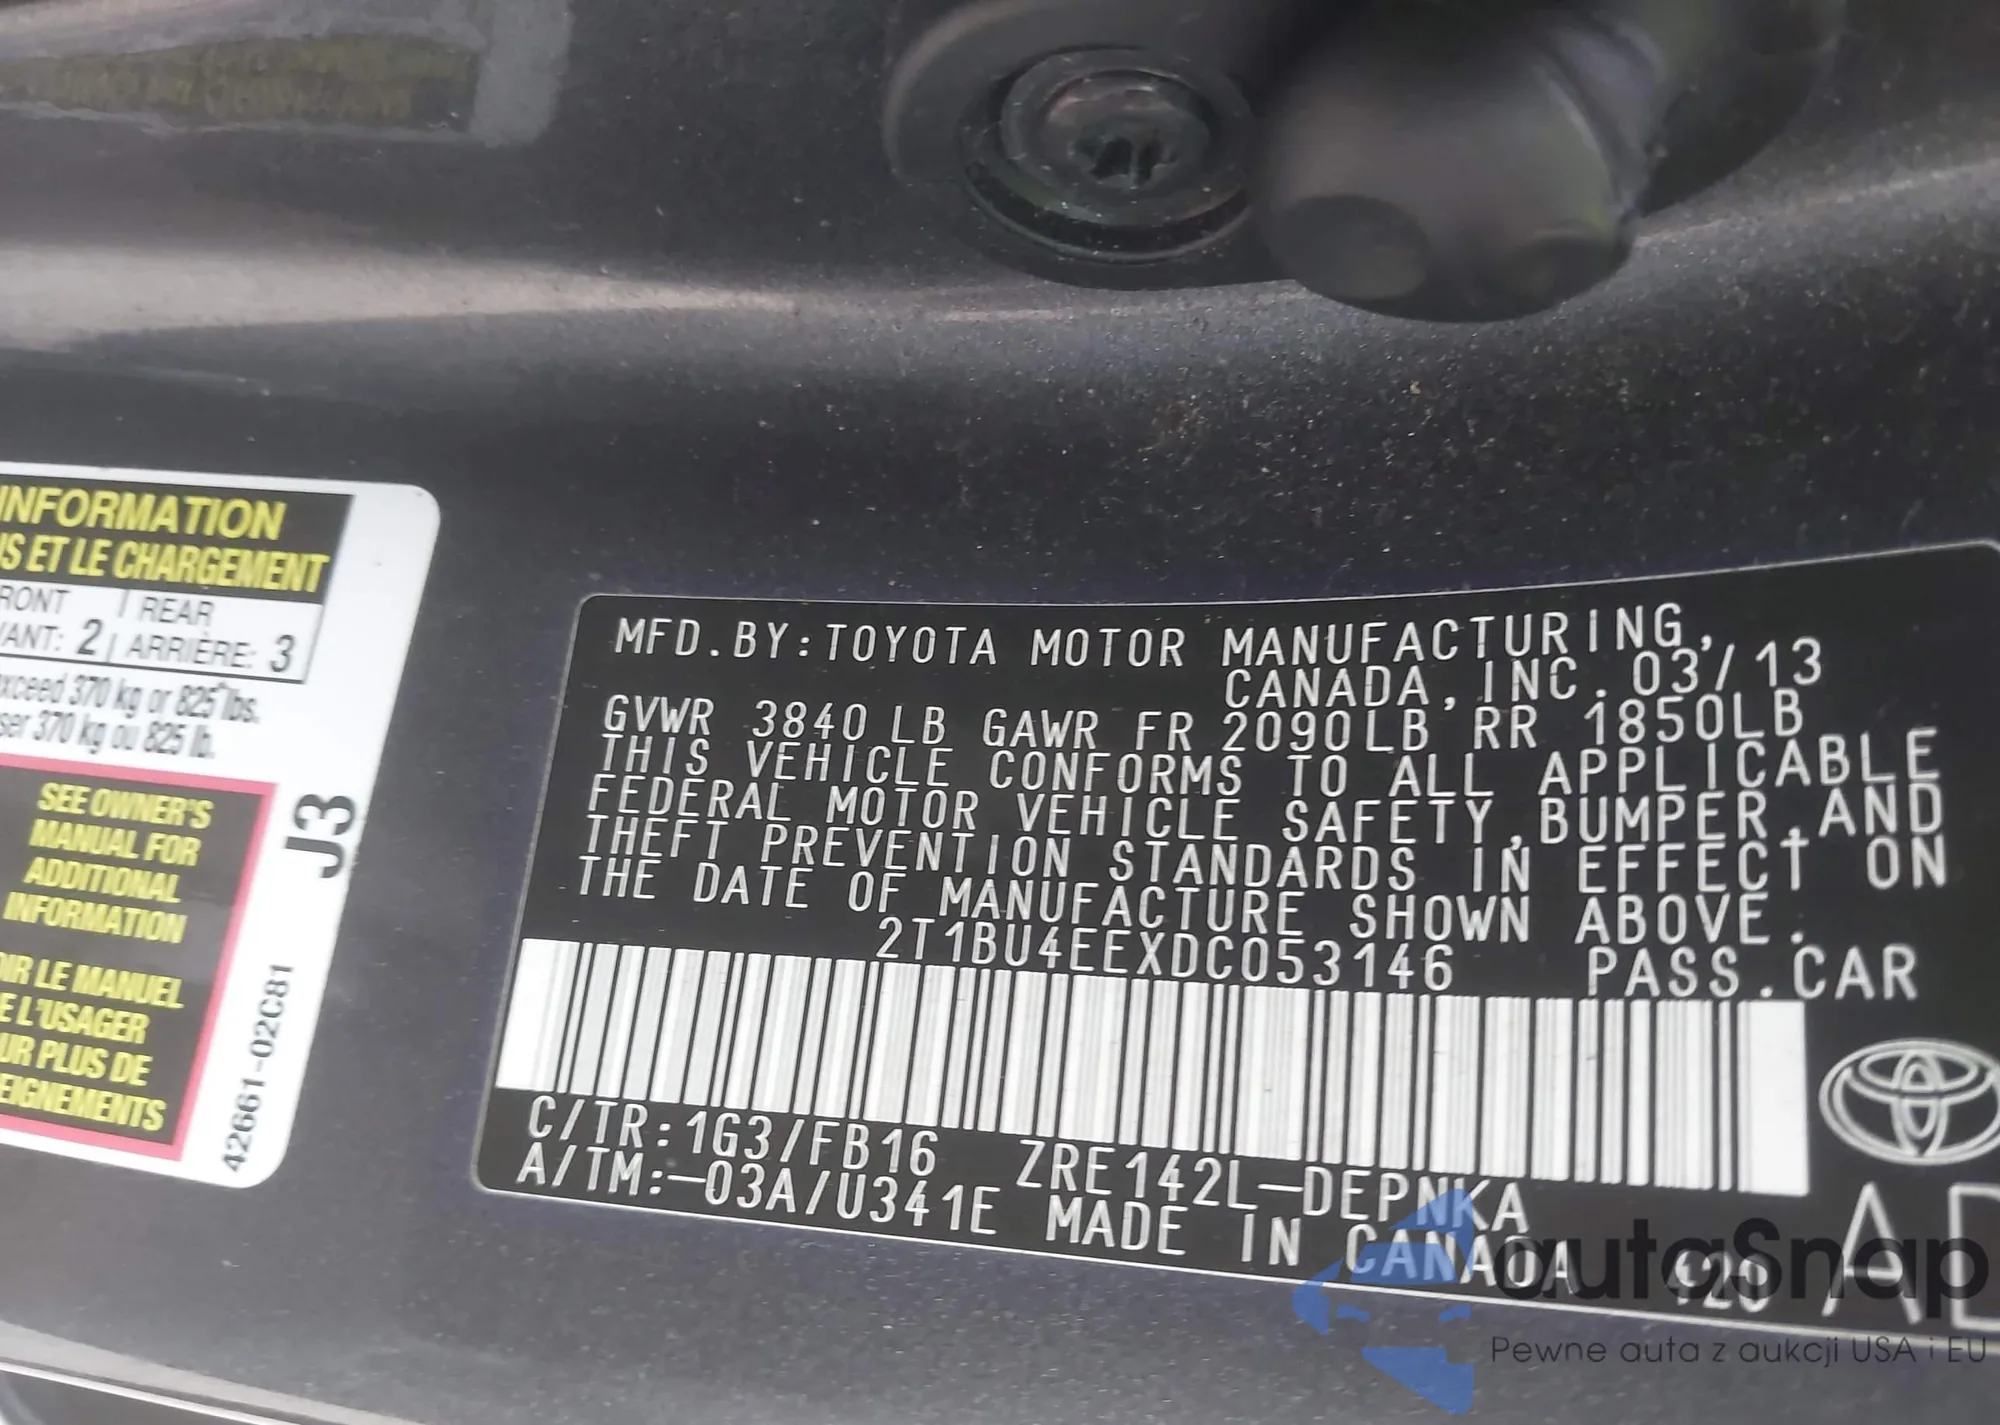 INFORMATION
IS ET LE CHARGEMENT
RONT | REAR
VANT: 2 | ARRIÈRE: 3
xceed 370 kg or 825 lbs.
ser 370 kg ou 825 lb.
SEE OWNER'S
MANUAL FOR
ADDITIONAL
INFORMATION
OIR LE MANUEL
E L'USAGER
UR PLUS DE
EIGNEMENTS
J3
42661-02C81
MFD.BY:TOYOTA MOTOR MANUFACTURING,
CANADA,INC. 03/13
GVWR 3840 LB GAWR FR 2090LB RR 1850LB
THIS VEHICLE CONFORMS TO ALL APPLICABLE
FEDERAL MOTOR VEHICLE SAFETY,BUMPER,AND
THEFT PREVENTION STANDARDS IN EFFECT ON
THE DATE OF MANUFACTURE SHOWN ABOVE.
2T1BU4EEXDC053146 PASS.CAR
C/TR:1G3/FB16 ZRE142L-DEPNKA
A/TM:-03A/U341E MADE IN CANADA 420 AD
autaSnap
Pewne auta z aukcji USA i EU